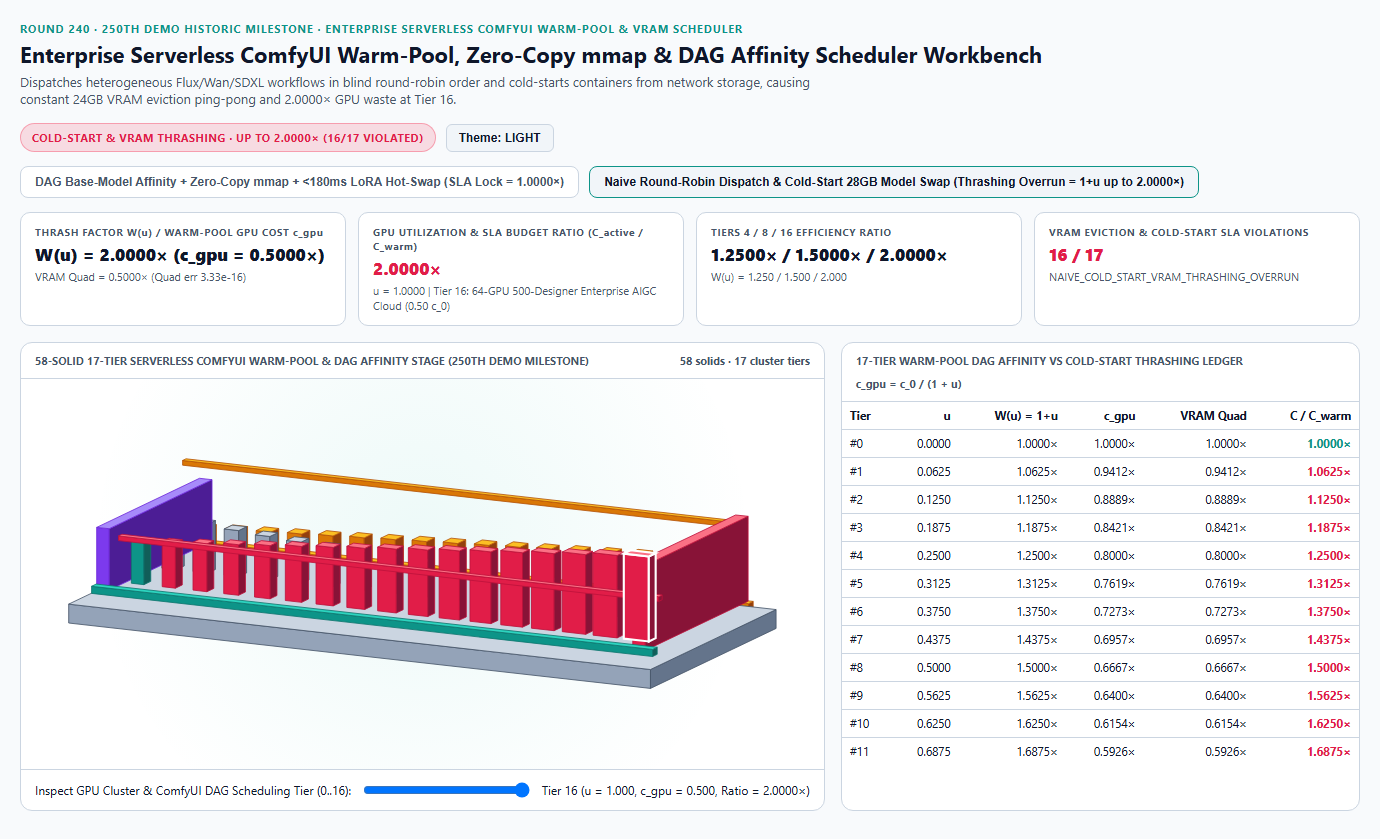 ROUND 240 · 250TH DEMO HISTORIC MILESTONE · ENTERPRISE SERVERLESS COMFYUI WARM-POOL & VRAM SCHEDULER
Enterprise Serverless ComfyUI Warm-Pool, Zero-Copy mmap & DAG Affinity Scheduler Workbench
Dispatches heterogeneous Flux/Wan/SDXL workflows in blind round-robin order and cold-starts containers from network storage, causing
constant 24GB VRAM eviction ping-pong and 2.0000× GPU waste at Tier 16.
COLD-START & VRAM THRASHING · UP TO 2.0000× (16/17 VIOLATED)
Theme: LIGHT
DAG Base-Model Affinity + Zero-Copy mmap + <180ms LoRA Hot-Swap (SLA Lock = 1.0000×)
Naive Round-Robin Dispatch & Cold-Start 28GB Model Swap (Thrashing Overrun = 1+u up to 2.0000×)
THRASH FACTOR W(u) / WARM-POOL GPU COST c_gpu
W(u) = 2.0000× (c_gpu = 0.5000×)
VRAM Quad = 0.5000× (Quad err 3.33e-16)
GPU UTILIZATION & SLA BUDGET RATIO (C_active /
C_warm)
2.0000×
u = 1.0000 | Tier 16: 64-GPU 500-Designer Enterprise AIGC
Cloud (0.50 c_0)
TIERS 4 / 8 / 16 EFFICIENCY RATIO
1.2500× / 1.5000× / 2.0000×
W(u) = 1.250 / 1.500 / 2.000
VRAM EVICTION & COLD-START SLA VIOLATIONS
16 / 17
NAIVE_COLD_START_VRAM_THRASHING_OVERRUN
58-SOLID 17-TIER SERVERLESS COMFYUI WARM-POOL & DAG AFFINITY STAGE (250TH DEMO MILESTONE)
58 solids · 17 cluster tiers
Inspect GPU Cluster & ComfyUI DAG Scheduling Tier (0..16):
Tier 16 (u = 1.000, c_gpu = 0.500, Ratio = 2.0000×)
17-TIER WARM-POOL DAG AFFINITY VS COLD-START THRASHING LEDGER
c_gpu = c_0 / (1 + u)
Tier u W(u) = 1+u c_gpu VRAM Quad C / C_warm
#0 0.0000 1.0000× 1.0000× 1.0000× 1.0000×
#1 0.0625 1.0625× 0.9412× 0.9412× 1.0625×
#2 0.1250 1.1250× 0.8889× 0.8889× 1.1250×
#3 0.1875 1.1875× 0.8421× 0.8421× 1.1875×
#4 0.2500 1.2500× 0.8000× 0.8000× 1.2500×
#5 0.3125 1.3125× 0.7619× 0.7619× 1.3125×
#6 0.3750 1.3750× 0.7273× 0.7273× 1.3750×
#7 0.4375 1.4375× 0.6957× 0.6957× 1.4375×
#8 0.5000 1.5000× 0.6667× 0.6667× 1.5000×
#9 0.5625 1.5625× 0.6400× 0.6400× 1.5625×
#10 0.6250 1.6250× 0.6154× 0.6154× 1.6250×
#11 0.6875 1.6875× 0.5926× 0.5926× 1.6875×